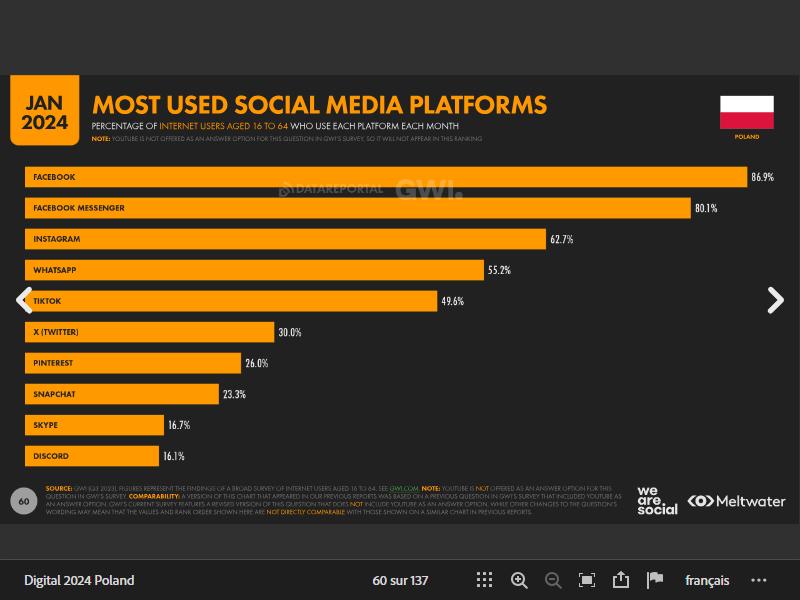 JAN
2024
MOST USED SOCIAL MEDIA PLATFORMS
PERCENTAGE OF INTERNET USERS AGED 16 TO 64 WHO USE EACH PLATFORM EACH MONTH
NOTE: YOUTUBE IS NOT OFFERED AS AN ANSWER OPTION FOR THIS QUESTION IN GWI'S SURVEY, SO IT WILL NOT APPEAR IN THIS RANKING
POLAND
FACEBOOK 86.9%
DATAREPORTAL GWI.
FACEBOOK MESSENGER 80.1%
INSTAGRAM 62.7%
WHATSAPP 55.2%
TIKTOK 49.6%
X (TWITTER) 30.0%
PINTEREST 26.0%
SNAPCHAT 23.3%
SKYPE 16.7%
DISCORD 16.1%
60
SOURCE: GWI (Q3 2023). FIGURES REPRESENT THE FINDINGS OF A BROAD SURVEY OF INTERNET USERS AGED 16 TO 64. SEE GWI.COM. NOTE: YOUTUBE IS NOT OFFERED AS AN ANSWER OPTION FOR THIS
QUESTION IN GWI'S SURVEY. COMPARABILITY: A VERSION OF THIS CHART THAT APPEARED IN OUR PREVIOUS REPORTS WAS BASED ON A PREVIOUS QUESTION IN GWI'S SURVEY THAT INCLUDED YOUTUBE AS
AN ANSWER OPTION. GWI'S CURRENT SURVEY FEATURES A REVISED VERSION OF THIS QUESTION THAT DOES NOT INCLUDE YOUTUBE AS AN ANSWER OPTION, WHILE OTHER CHANGES TO THE QUESTION'S
WORDING MAY MEAN THAT THE VALUES AND RANK ORDER SHOWN HERE ARE NOT DIRECTLY COMPARABLE WITH THOSE SHOWN ON A SIMILAR CHART IN PREVIOUS REPORTS.
we
are.
social
Meltwater
Digital 2024 Poland
60 sur 137
français